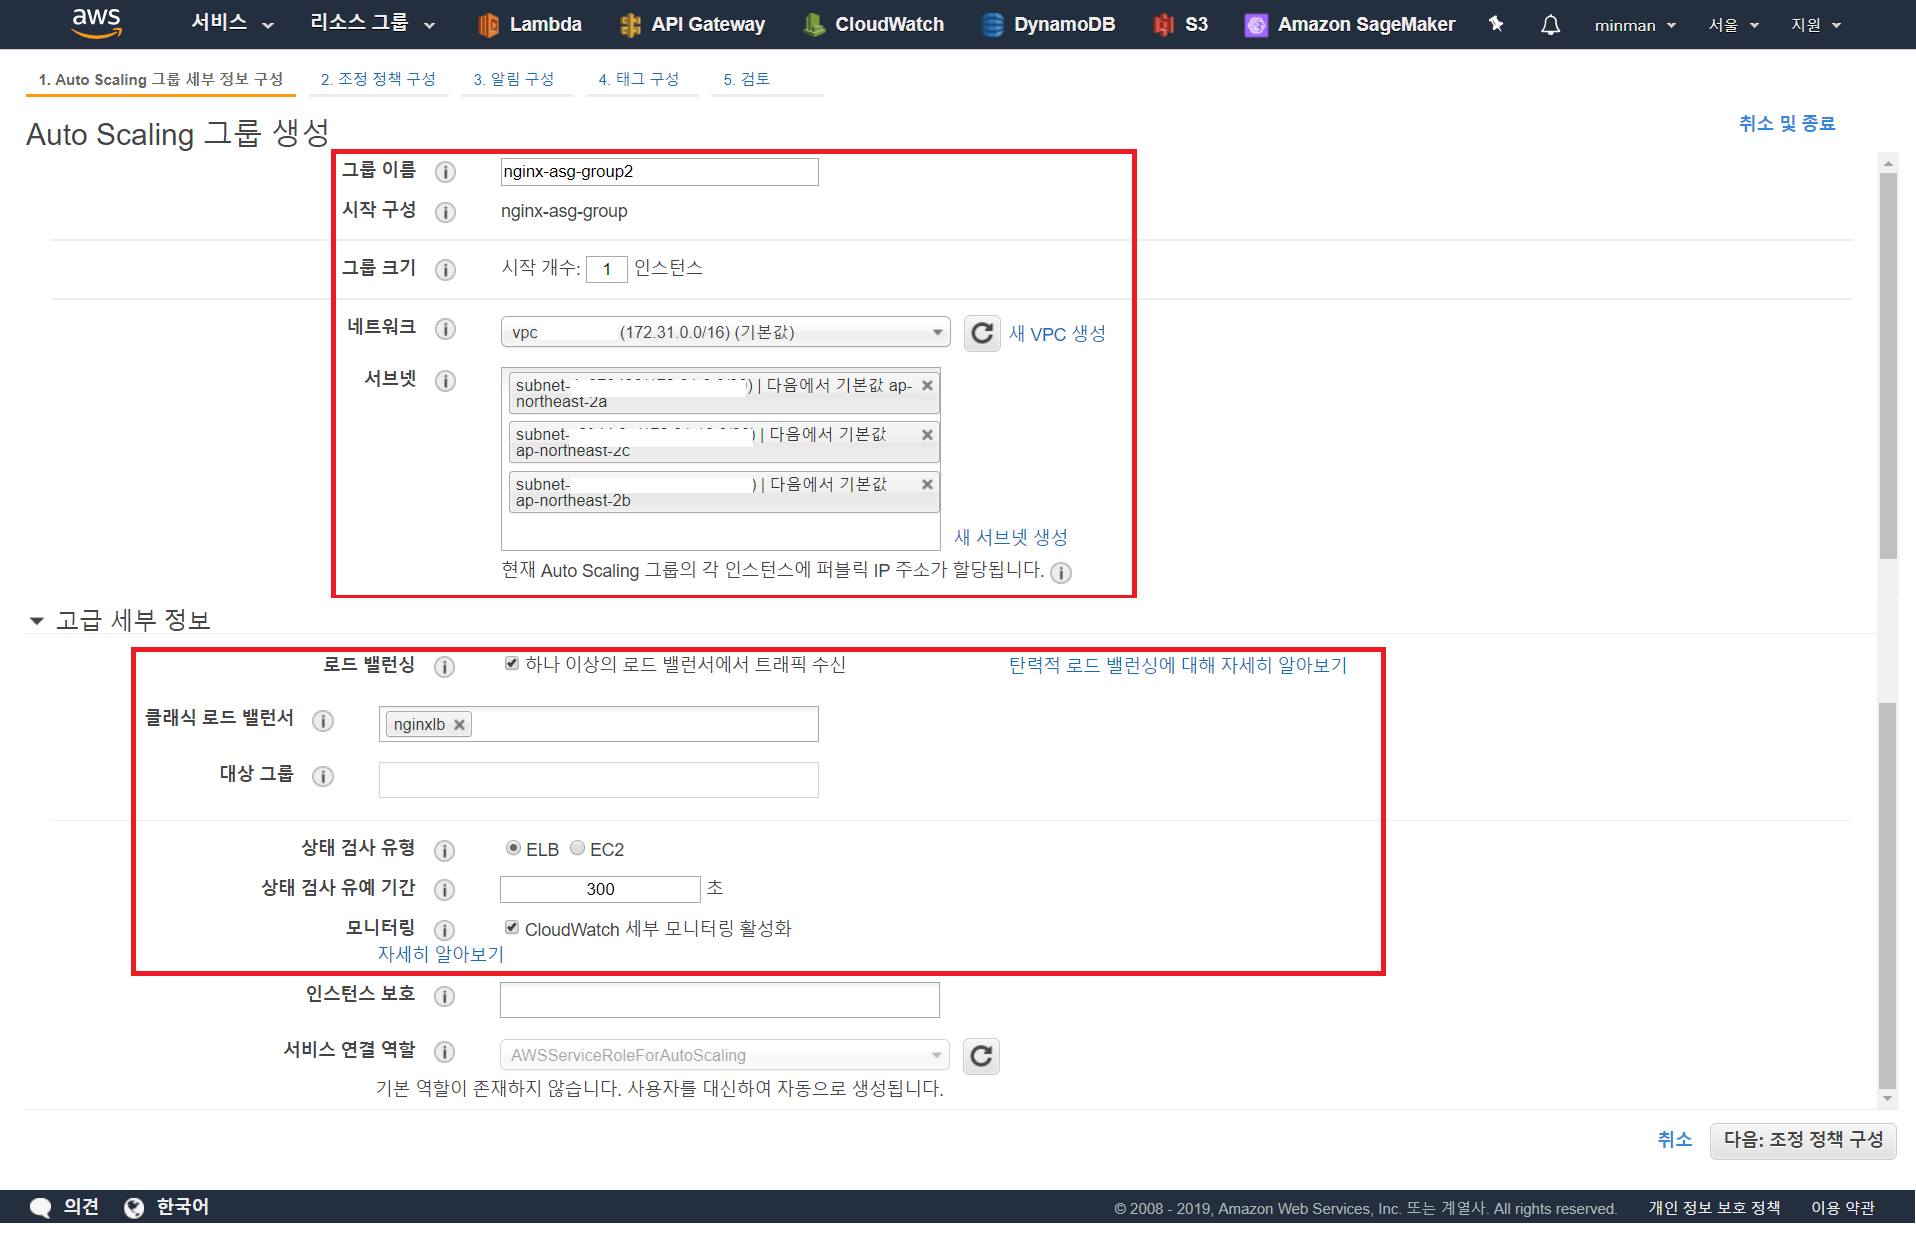 aws 서비스 리소스 그룹 Lambda API Gateway CloudWatch DynamoDB S3 Amazon SageMaker minman 서울 지원
1. Auto Scaling 그룹 세부 정보 구성 2. 조정 정책 구성 3. 알림 구성 4. 태그 구성 5. 검토
Auto Scaling 그룹 생성 취소 및 종료
그룹 이름 nginx-asg-group2
시작 구성 nginx-asg-group
그룹 크기 시작 개수: 1 인스턴스
네트워크 vpc (172.31.0.0/16) (기본값) 새 VPC 생성
서브넷 subnet- ) | 다음에서 기본값 ap-
northeast-2a
subnet- ) | 다음에서 기본값
ap-northeast-2c
subnet- ) | 다음에서 기본값
ap-northeast-2b
새 서브넷 생성
현재 Auto Scaling 그룹의 각 인스턴스에 퍼블릭 IP 주소가 할당됩니다.
고급 세부 정보
로드 밸런싱 하나 이상의 로드 밸런서에서 트래픽 수신 탄력적 로드 밸런싱에 대해 자세히 알아보기
클래식 로드 밸런서 nginxlb
대상 그룹
상태 검사 유형 ELB EC2
상태 검사 유예 기간 300 초
모니터링 CloudWatch 세부 모니터링 활성화
자세히 알아보기
인스턴스 보호
서비스 연결 역할 AWSServiceRoleForAutoScaling
기본 역할이 존재하지 않습니다. 사용자를 대신하여 자동으로 생성됩니다.
취소 다음: 조정 정책 구성
의견 한국어 © 2008 - 2019, Amazon Web Services, Inc. 또는 계열사. All rights reserved. 개인 정보 보호 정책 이용 약관